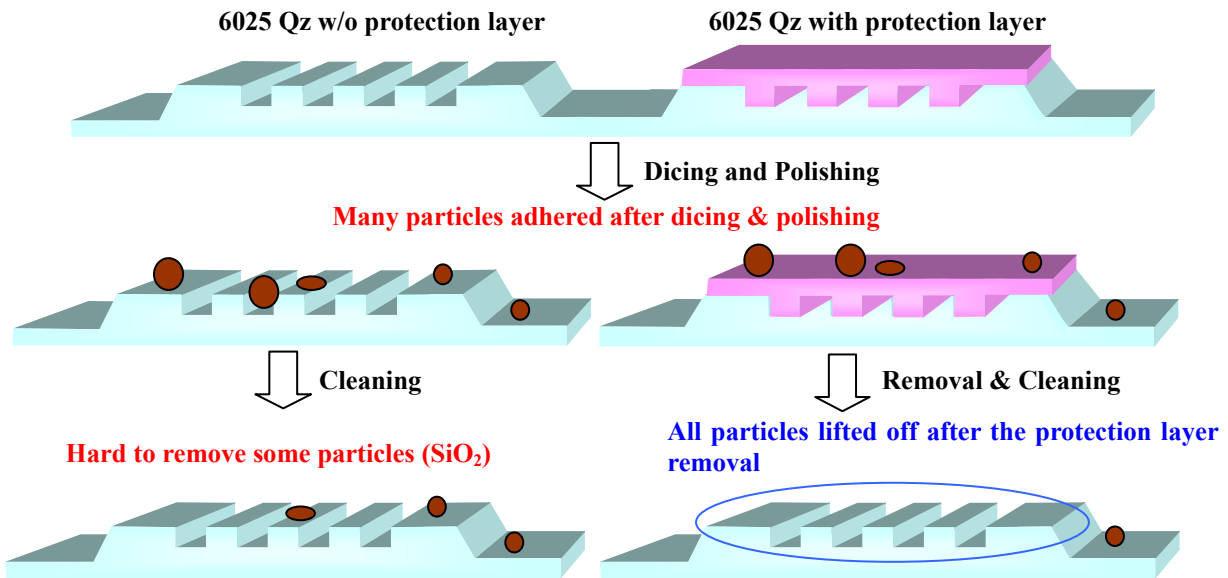 6025 Qz w/o protection layer
6025 Qz with protection layer
Dicing and Polishing
Many particles adhered after dicing & polishing
Cleaning
Removal & Cleaning
Hard to remove some particles (SiO₂)
All particles lifted off after the protection layer
removal